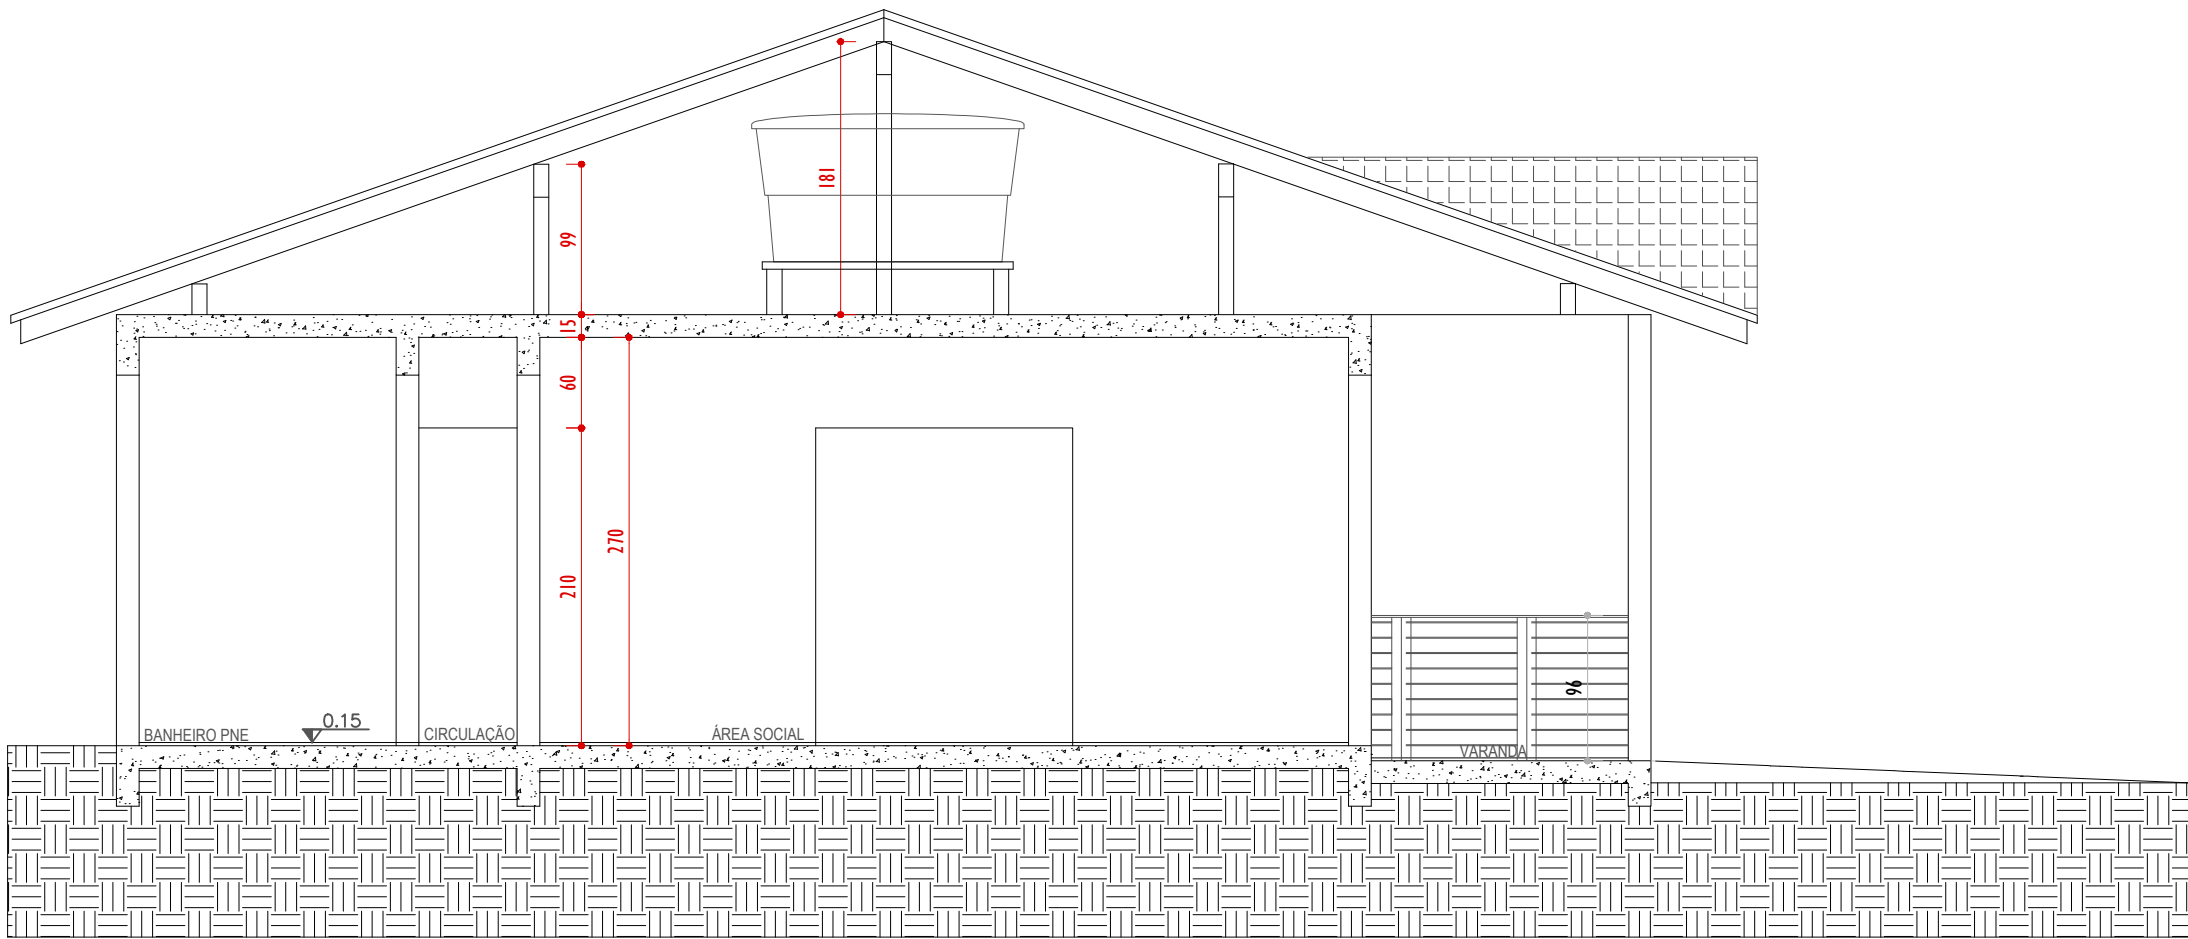 181
99
15
60
270
210
96
0.15
BANHEIRO PNE
CIRCULAÇÃO
ÁREA SOCIAL
VARANDA